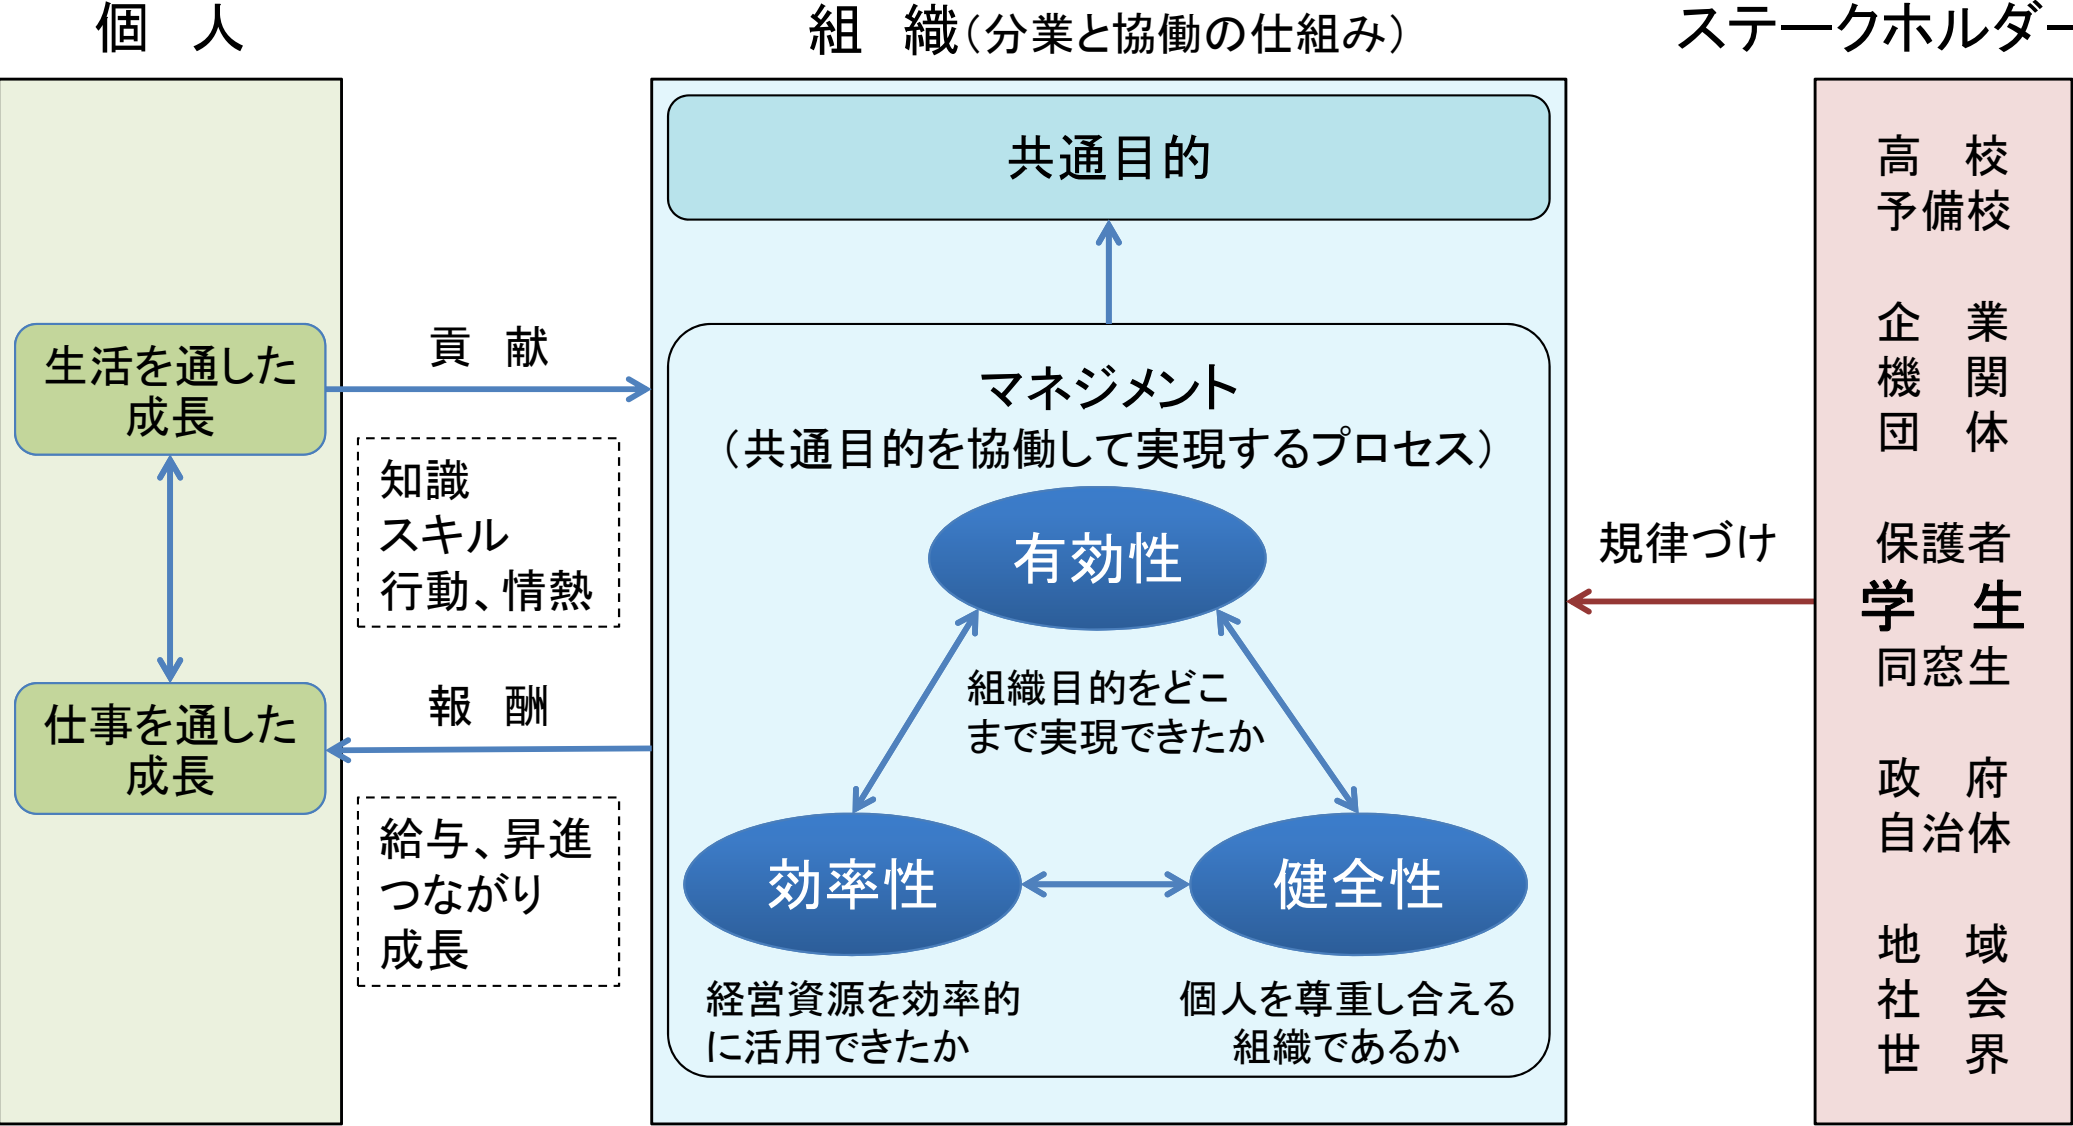 個　人
組　織（分業と協働の仕組み）
ステークホルダー
生活を通した
成長
仕事を通した
成長
貢　献
知識
スキル
行動、情熱
報　酬
給与、昇進
つながり
成長
共通目的
マネジメント
（共通目的を協働して実現するプロセス）
有効性
組織目的をどこ
まで実現できたか
効率性
健全性
経営資源を効率的
に活用できたか
個人を尊重し合える
組織であるか
規律づけ
高　校
予備校
企　業
機　関
団　体
保護者
学　生
同窓生
政　府
自治体
地　域
社　会
世　界